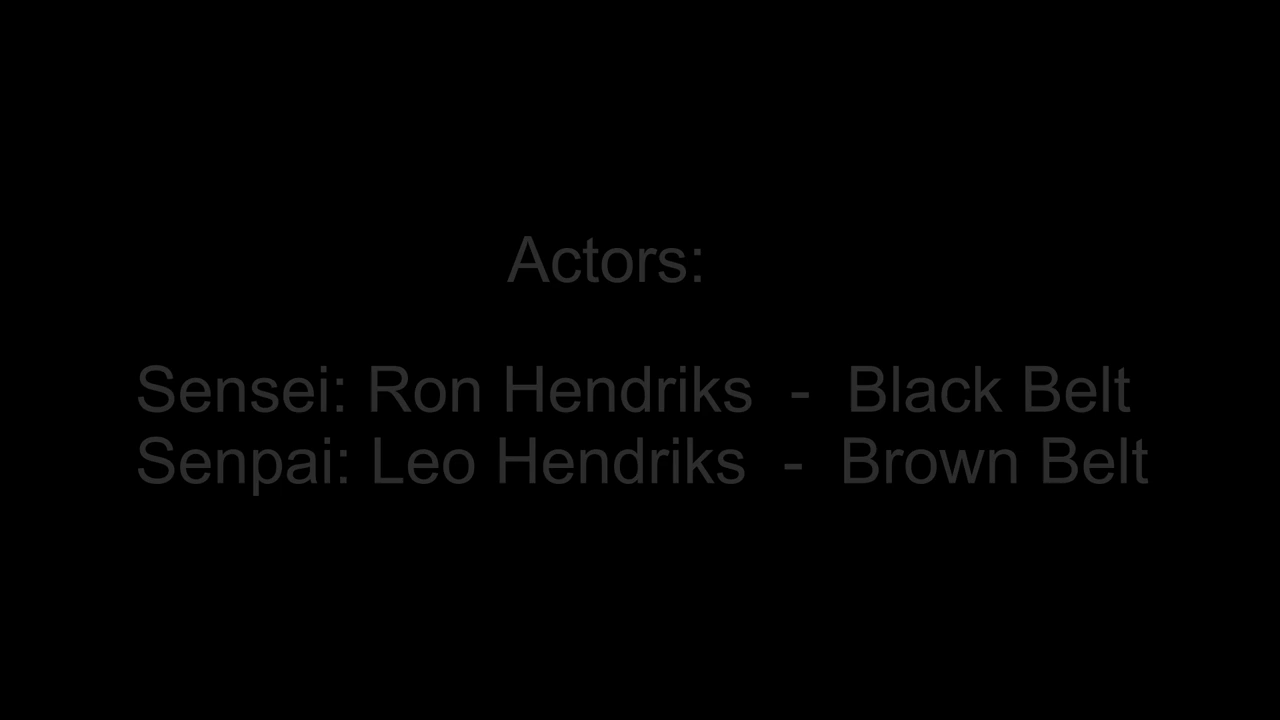 Actors:
Sensei: Ron Hendriks - Black Belt
Senpai: Leo Hendriks - Brown Belt